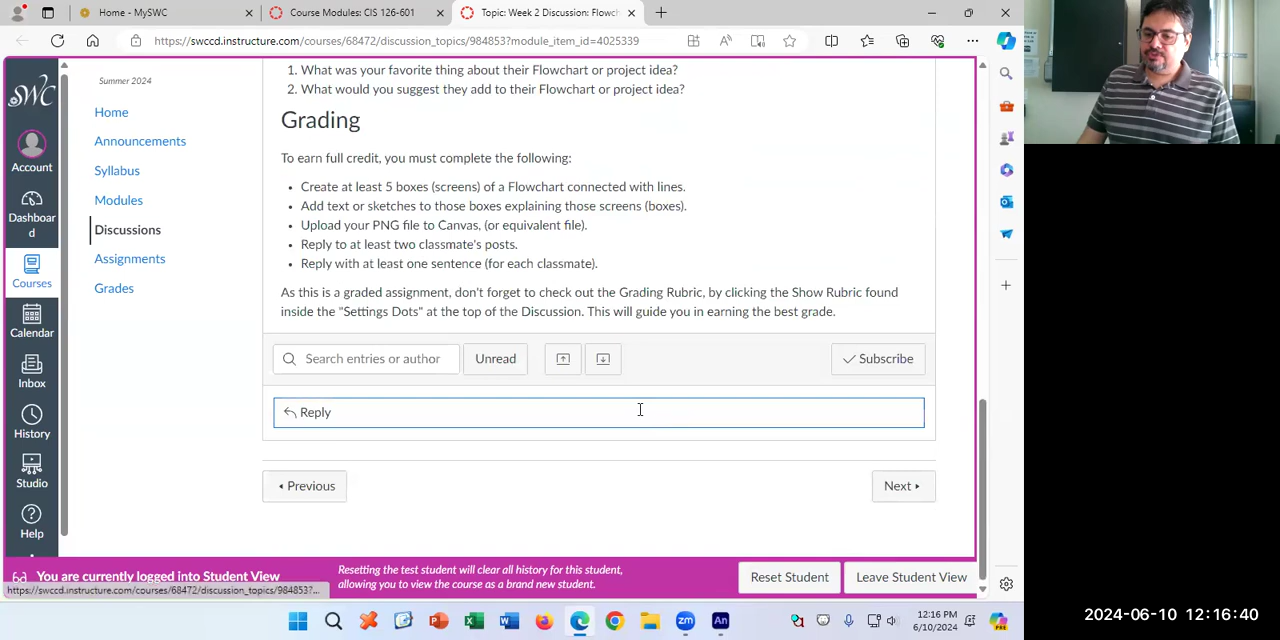 Home - MySWC
Course Modules: CIS 126-601
Topic: Week 2 Discussion: Flowch
https://swccd.instructure.com/courses/68472/discussion_topics/984853?module_item_id=4025339
SWC
Account
Dashboar
d
Courses
Calendar
Inbox
History
Studio
Help
Summer 2024
Home
Announcements
Syllabus
Modules
Discussions
Assignments
Grades
1. What was your favorite thing about their Flowchart or project idea?
2. What would you suggest they add to their Flowchart or project idea?
Grading
To earn full credit, you must complete the following:
• Create at least 5 boxes (screens) of a Flowchart connected with lines.
• Add text or sketches to those boxes explaining those screens (boxes).
• Upload your PNG file to Canvas, (or equivalent file).
• Reply to at least two classmate's posts.
• Reply with at least one sentence (for each classmate).
As this is a graded assignment, don't forget to check out the Grading Rubric, by clicking the Show Rubric found
inside the "Settings Dots" at the top of the Discussion. This will guide you in earning the best grade.
Search entries or author
Unread
Subscribe
Reply
Previous
Next
You are currently logged into Student View
Resetting the test student will clear all history for this student,
allowing you to view the course as a brand new student.
Reset Student
Leave Student View
https://swccd.instructure.com/courses/68472/discussion_topics/984853?...
zm
An
12:16 PM
6/10/2024
PRE
2024-06-10 12:16:40